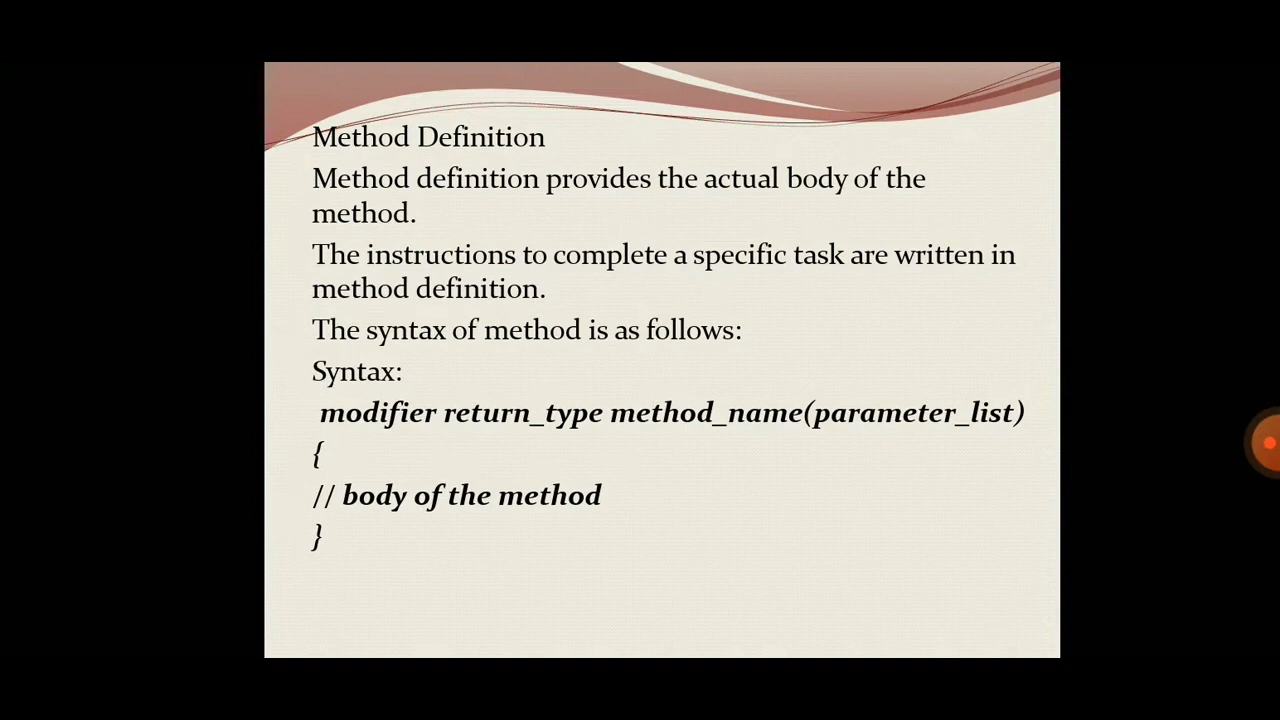 Method Definition
Method definition provides the actual body of the
method.
The instructions to complete a specific task are written in
method definition.
The syntax of method is as follows:
Syntax:
modifier return_type method_name(parameter_list)
{
// body of the method
}